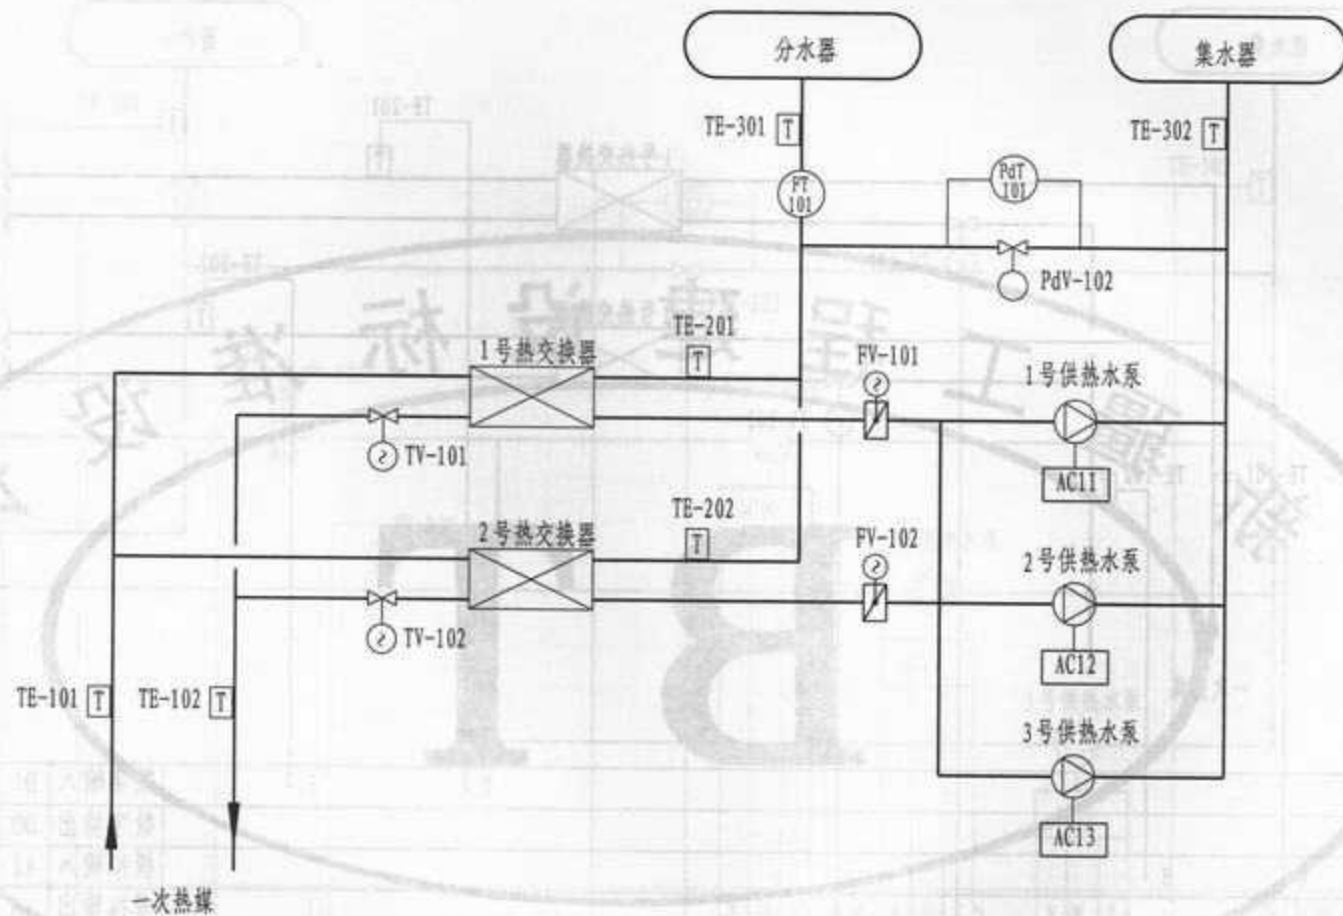 分水器
集水器
TE-301 T
TE-302 T
PdT
101
FT
101
PdV-102
TE-201
T
1号热交换器
FV-101
1号供热水泵
TV-101
AC11
TE-202
T
2号热交换器
FV-102
2号供热水泵
TV-102
AC12
TE-101 T
TE-102 T
3号供热水泵
AC13
一次热媒